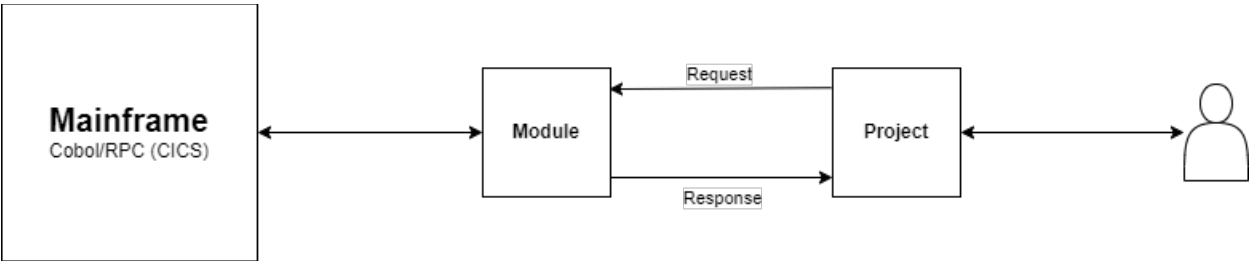 Mainframe
Cobol/RPC (CICS)
Module
Request
Response
Project